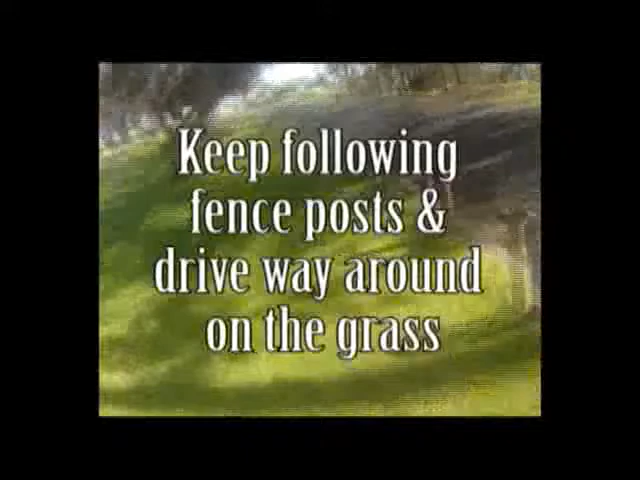 Keep following
fence posts &
drive way around
on the grass